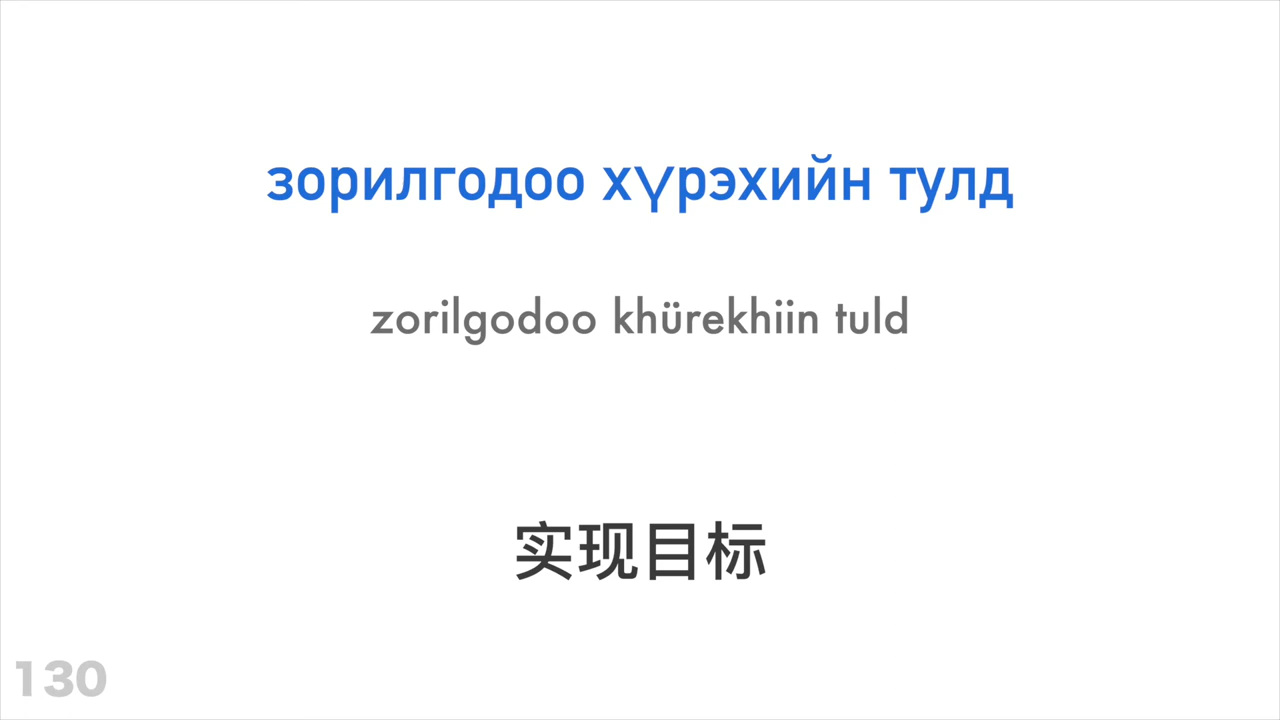 зорилгодоо хүрэхийн тулд
zorilgodoo khürekhiin tuld
实现目标
130